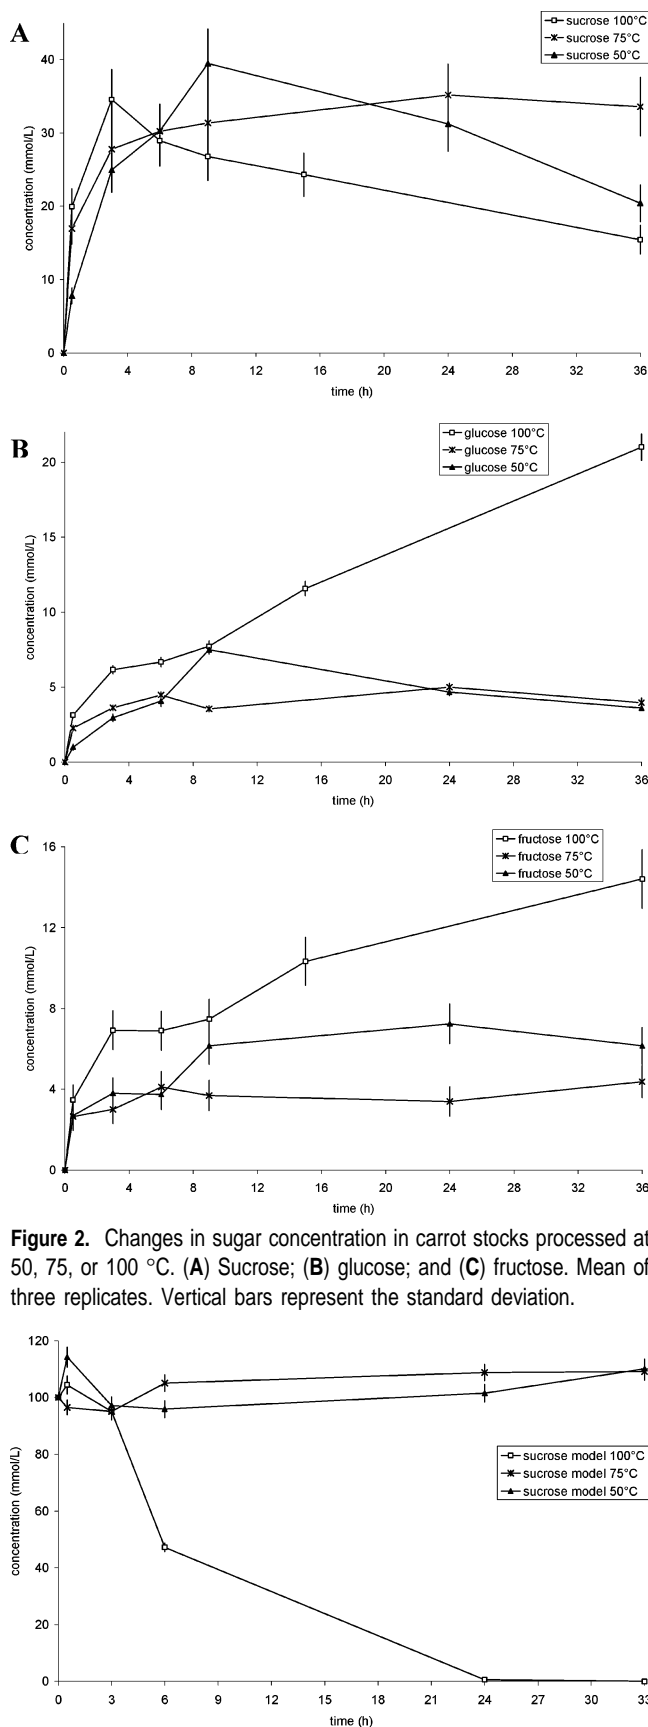 A
sucrose 100°C
sucrose 75°C
sucrose 50°C
concentration (mmol/L)
40
30
20
10
0
0 4 8 12 16 20 24 28 32 36
time (h)
B
glucose 100°C
glucose 75°C
glucose 50°C
concentration (mmol/L)
20
15
10
5
0
0 4 8 12 16 20 24 28 32 36
time (h)
C
fructose 100°C
fructose 75°C
fructose 50°C
concentration (mmol/L)
16
12
8
4
0
0 4 8 12 16 20 24 28 32 36
time (h)
Figure 2. Changes in sugar concentration in carrot stocks processed at
50, 75, or 100 °C. (A) Sucrose; (B) glucose; and (C) fructose. Mean of
three replicates. Vertical bars represent the standard deviation.
sucrose model 100°C
sucrose model 75°C
sucrose model 50°C
concentration (mmol/L)
120
100
80
60
40
20
0
0 3 6 9 12 15 18 21 24 27 30 33
time (h)